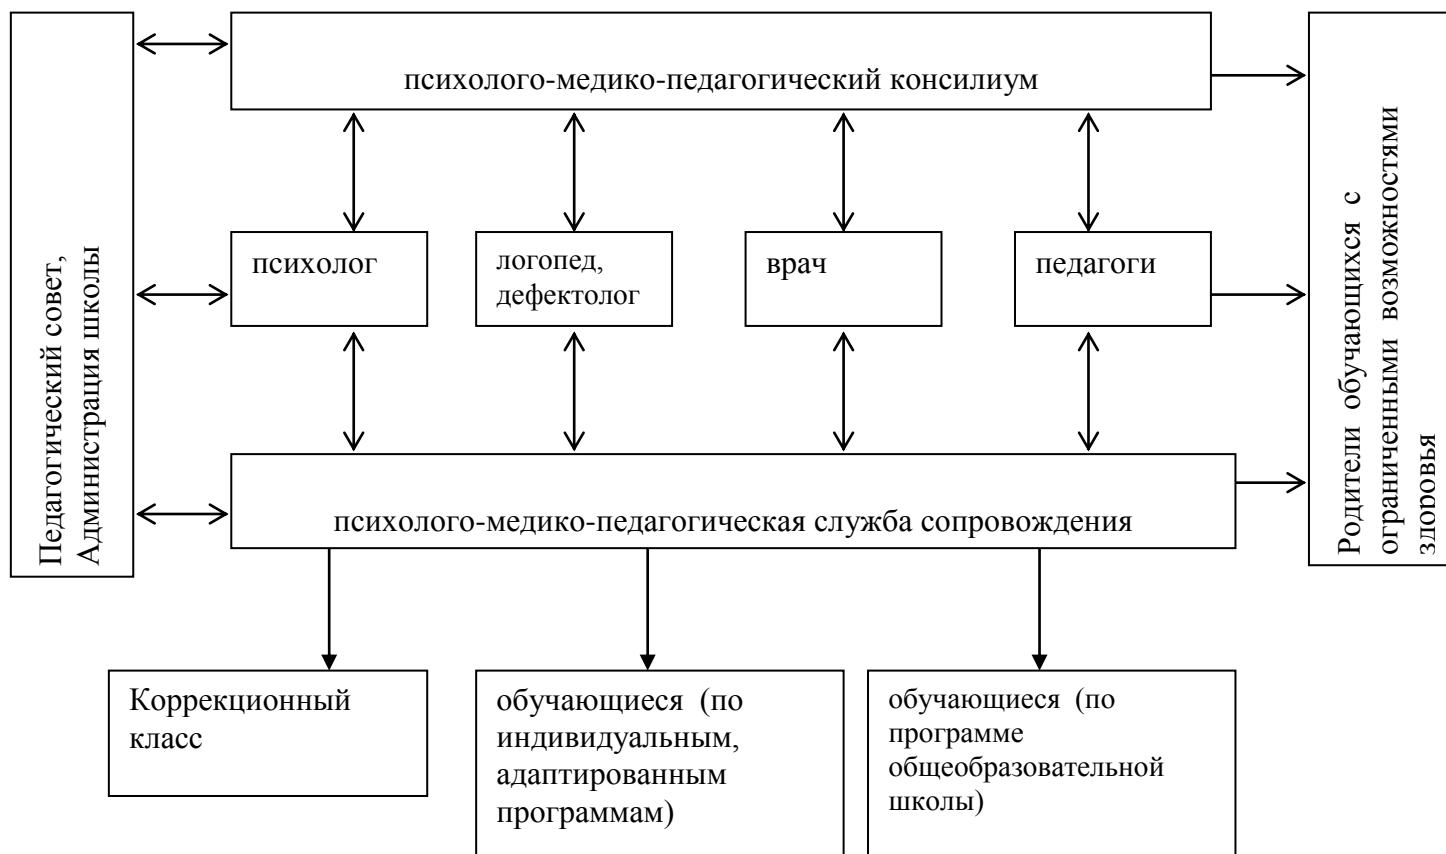 Педагогический совет,
Администрация школы
психолого-медико-педагогический консилиум
психолог
логопед,
дефектолог
врач
педагоги
Родители обучающихся с
ограниченными возможностями
здоровья
психолого-медико-педагогическая служба сопровождения
Коррекционный
класс
обучающиеся (по
индивидуальным,
адаптированным
программам)
обучающиеся (по
программе
общеобразовательной
школы)